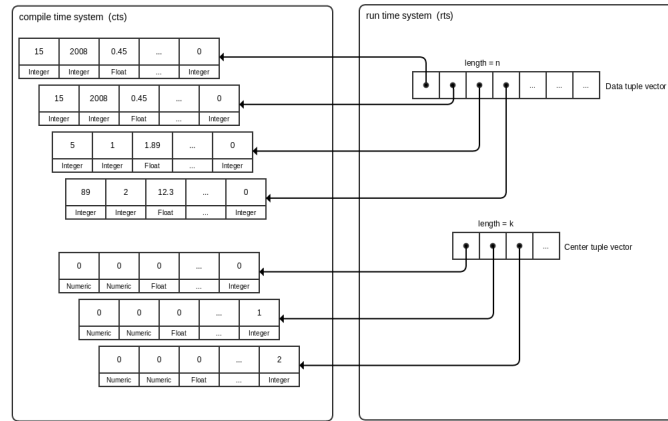 compile time system (cts)
run time system (rts)
15 2008 0.45 ... 0
Integer Integer Float ... Integer
length = n
... ... ...
Data tuple vector
15 2008 0.45 ... 0
Integer Integer Float ... Integer
5 1 1.89 ... 0
Integer Integer Float ... Integer
89 2 12.3 ... 0
Integer Integer Float ... Integer
length = k
...
Center tuple vector
0 0 0 ... 0
Numeric Numeric Float ... Integer
0 0 0 ... 1
Numeric Numeric Float ... Integer
0 0 0 ... 2
Numeric Numeric Float ... Integer